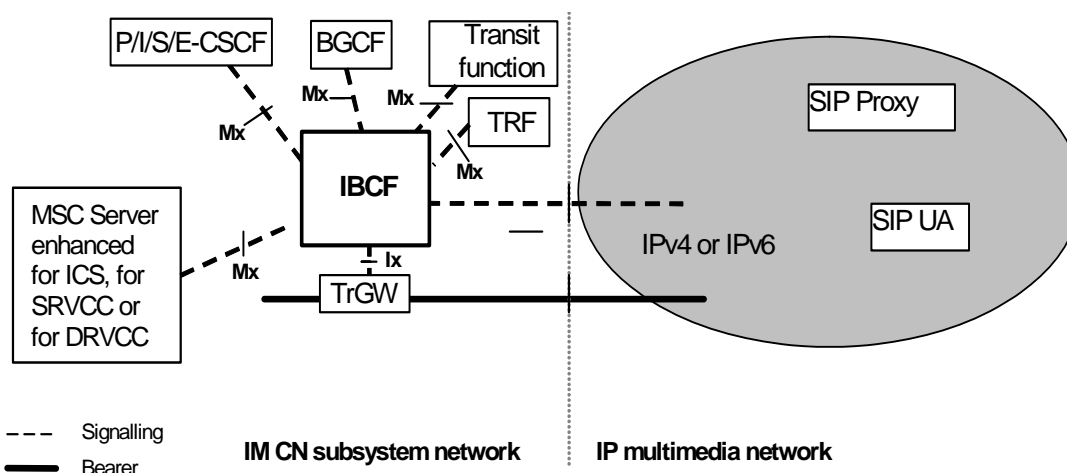 P/I/S/E-CSCF
BGCF
Transit
function
SIP Proxy
Mx
Mx
TRF
Mx
Mx
IBCF
MSC Server
enhanced
for ICS, for
SRVCC or
for DRVCC
SIP UA
IPv4 or IPv6
Mx
Ix
TrGW
Signalling
Bearer
IM CN subsystem network
IP multimedia network